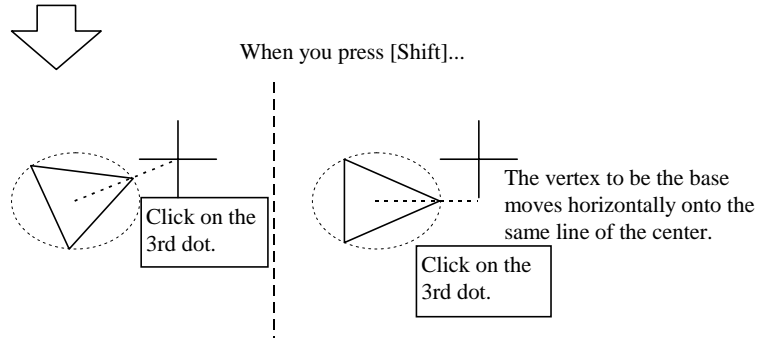 When you press [Shift]...
Click on the
3rd dot.
The vertex to be the base
moves horizontally onto the
same line of the center.
Click on the
3rd dot.